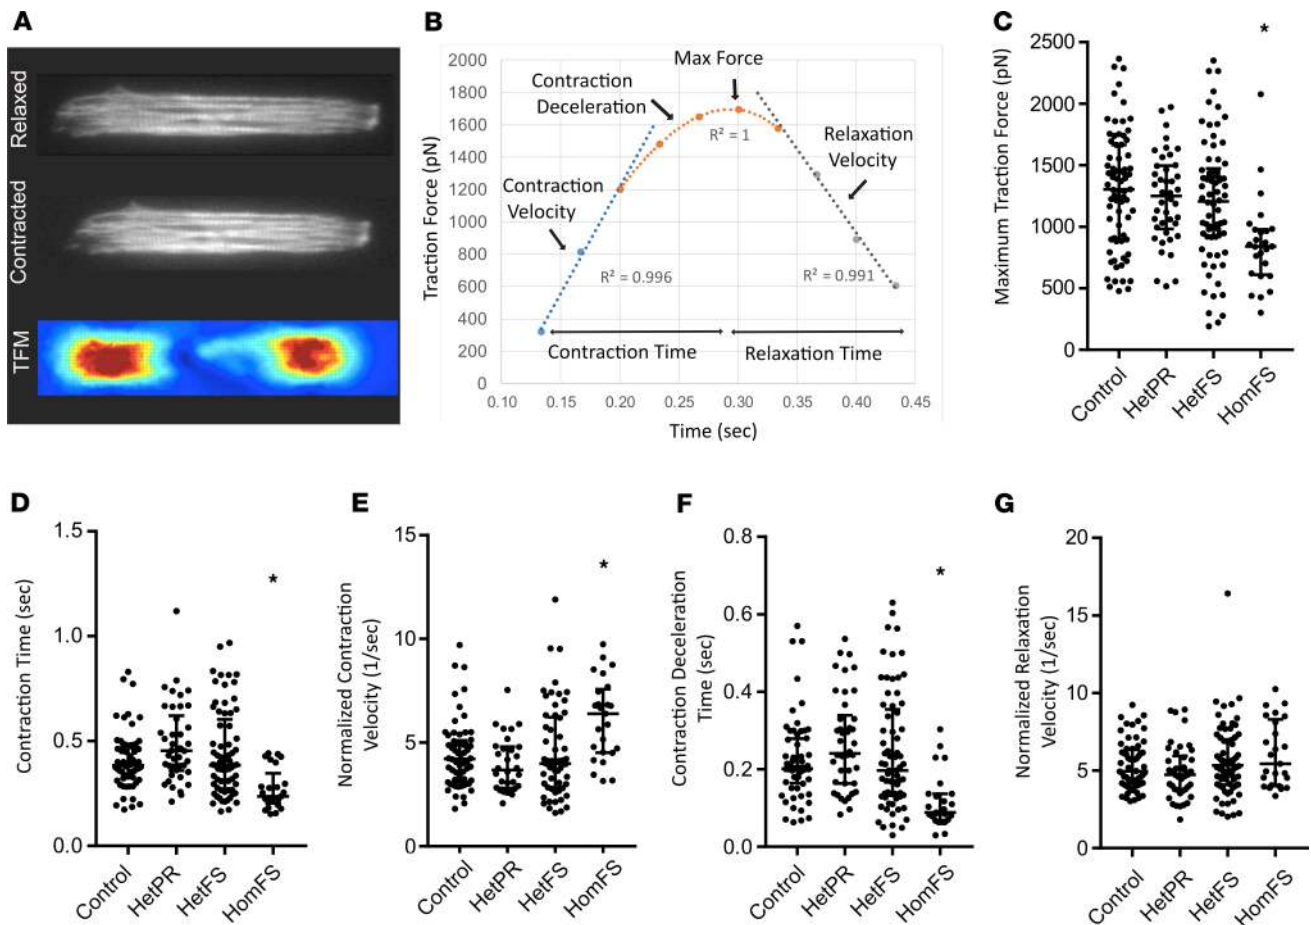 A
Relaxed
Contracted
TFM
B
Traction Force (pN)
2000
1800
1600
1400
1200
1000
800
600
400
200
0
Contraction
Deceleration
Max Force
R² = 1
Relaxation
Velocity
Contraction
Velocity
R² = 0.996
R² = 0.991
Contraction Time
Relaxation Time
0.10 0.15 0.20 0.25 0.30 0.35 0.40 0.45
Time (sec)
C
Maximum Traction Force (pN)
2500
2000
1500
1000
500
0
*
Control HetPR HetFS HomFS
D
Contraction Time (sec)
1.5
1.0
0.5
0.0
*
Control HetPR HetFS HomFS
E
Normalized Contraction
Velocity (1/sec)
15
10
5
0
*
Control HetPR HetFS HomFS
F
Contraction Deceleration
Time (sec)
0.8
0.6
0.4
0.2
0.0
*
Control HetPR HetFS HomFS
G
Normalized Relaxation
Velocity (1/sec)
20
15
10
5
0
Control HetPR HetFS HomFS